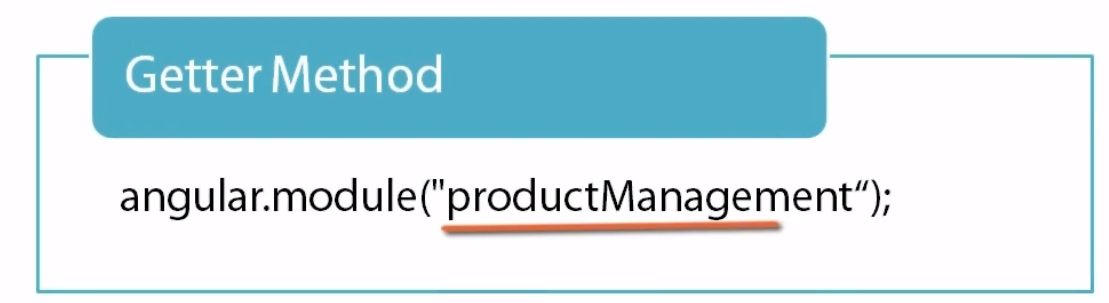 Getter Method
angular.module("productManagement“);